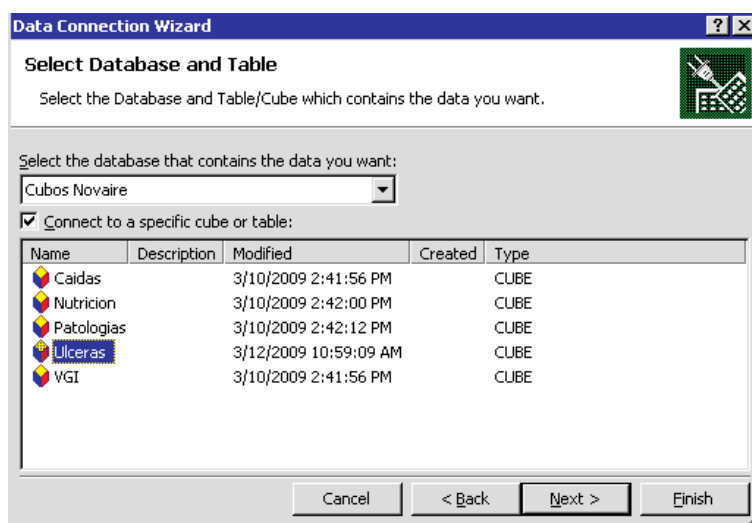 Data Connection Wizard
Select Database and Table
Select the Database and Table/Cube which contains the data you want.
Select the database that contains the data you want:
Cubos Novaire
Connect to a specific cube or table:
Name Description Modified Created Type
Caidas 3/10/2009 2:41:56 PM CUBE
Nutricion 3/10/2009 2:42:00 PM CUBE
Patologias 3/10/2009 2:42:12 PM CUBE
Ulceras 3/12/2009 10:59:09 AM CUBE
VGI 3/10/2009 2:41:56 PM CUBE
Cancel < Back Next > Finish